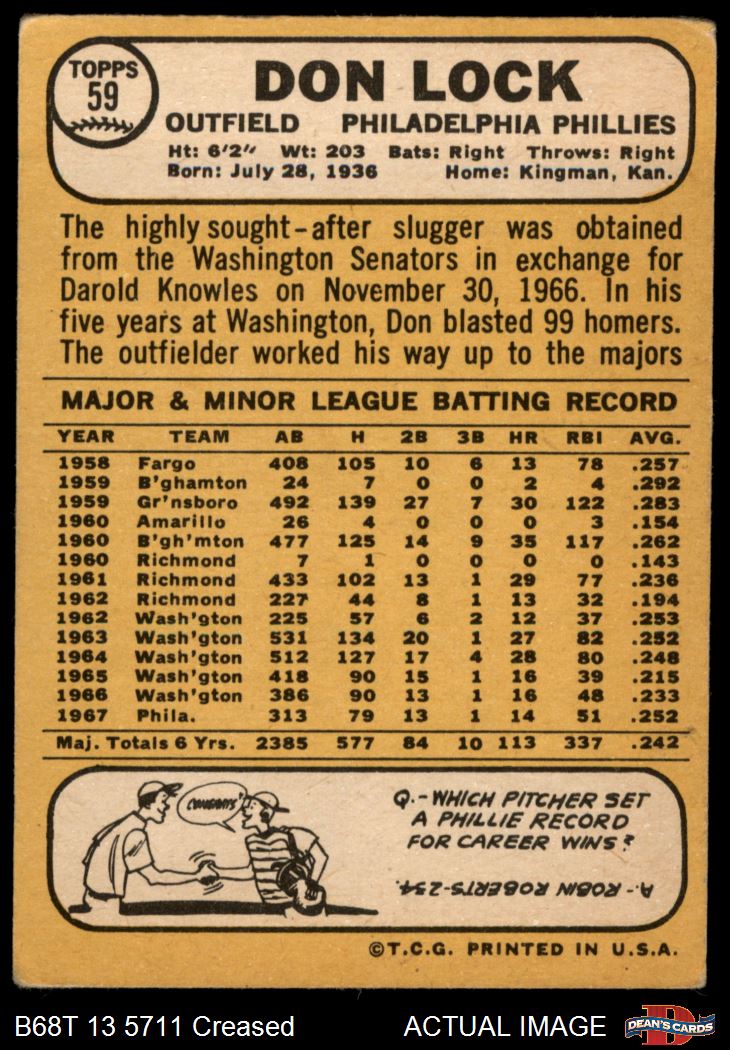 TOPPS
59
DON LOCK
OUTFIELD PHILADELPHIA PHILLIES
Ht: 6'2" Wt: 203 Bats: Right Throws: Right
Born: July 28, 1936 Home: Kingman, Kan.
The highly sought-after slugger was obtained
from the Washington Senators in exchange for
Darold Knowles on November 30, 1966. In his
five years at Washington, Don blasted 99 homers.
The outfielder worked his way up to the majors
MAJOR & MINOR LEAGUE BATTING RECORD
YEAR TEAM AB H 2B 3B HR RBI AVG.
1958 Fargo 408 105 10 6 13 78 .257
1959 B'ghamton 24 7 0 0 2 4 .292
1959 Gr'nsboro 492 139 27 7 30 122 .283
1960 Amarillo 26 4 0 0 0 3 .154
1960 B'gh'mton 477 125 14 9 35 117 .262
1960 Richmond 7 1 0 0 0 0 .143
1961 Richmond 433 102 13 1 29 77 .236
1962 Richmond 227 44 8 1 13 32 .194
1962 Wash'gton 225 57 6 2 12 37 .253
1963 Wash'gton 531 134 20 1 27 82 .252
1964 Wash'gton 512 127 17 4 28 80 .248
1965 Wash'gton 418 90 15 1 16 39 .215
1966 Wash'gton 386 90 13 1 16 48 .233
1967 Phila. 313 79 13 1 14 51 .252
Maj. Totals 6 Yrs. 2385 577 84 10 113 337 .242
CONGRATS!
Q.-WHICH PITCHER SET
A PHILLIE RECORD
FOR CAREER WINS?
A.-ROBIN ROBERTS-234.
©T.C.G. PRINTED IN U.S.A.
B68T 13 5711 Creased ACTUAL IMAGE
DEAN'S CARDS